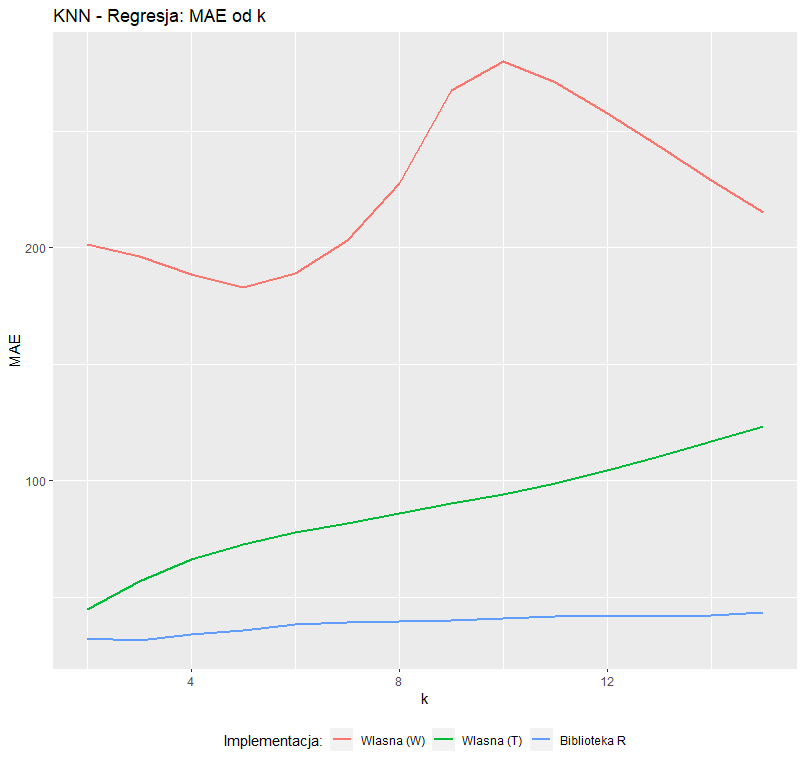 KNN - Regresja: MAE od k
MAE
200
100
4 8 12
k
Implementacja: Wlasna (W) Wlasna (T) Biblioteka R